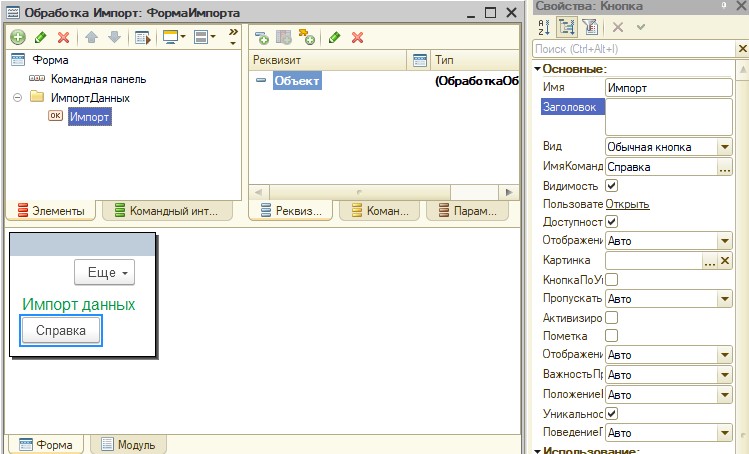 Обработка Импорт: ФормаИмпорта
Форма
Командная панель
ИмпортДанных
OK Импорт
Элементы
Командный инт...
Реквизит
Тип
Объект
(ОбработкаОб
Реквиз...
Коман...
Парам...
Еще
Импорт данных
Справка
Форма
Модуль
Свойства: Кнопка
Поиск (Ctrl+Alt+I)
Основные:
Имя Импорт
Заголовок
Вид Обычная кнопка
ИмяКоманд Справка ...
Видимость
Пользовате Открыть
Доступност
Отображени Авто
Картинка ...
КнопкаПоУ
Пропускать Авто
Активизиро
Пометка
Отображени Авто
ВажностьПр Авто
Положение Авто
Уникальнос
ПоведениеГ Авто
Использование: